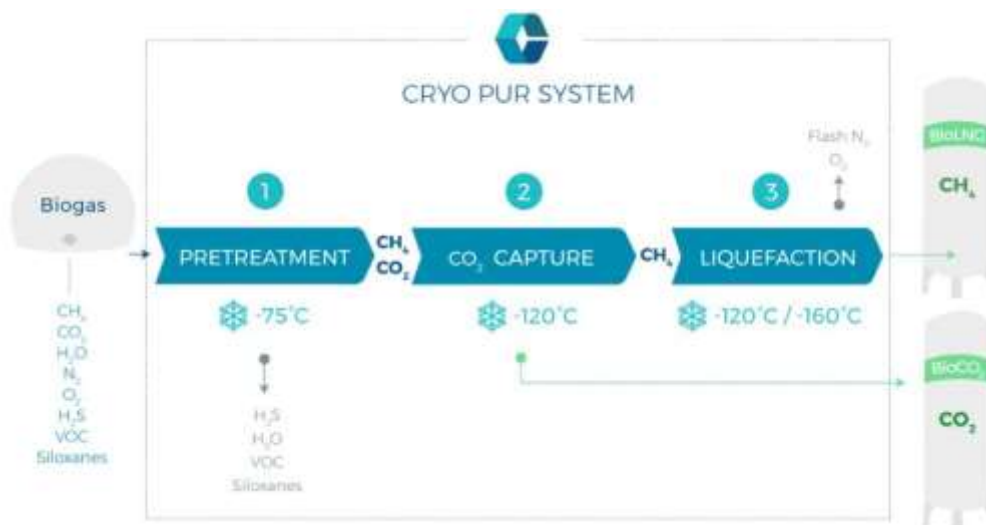 CRYO PUR SYSTEM
Flash N₂
O₂
BioLNG
CH₄
Biogas
1
2
3
PRETREATMENT
CH₄
CO₂
CO₂ CAPTURE
CH₄
LIQUEFACTION
-75°C
-120°C
-120°C / -160°C
CH₄
CO₂
H₂O
N₂
O₂
H₂S
VOC
Siloxanes
H₂S
H₂O
VOC
Siloxanes
BioCO₂
CO₂